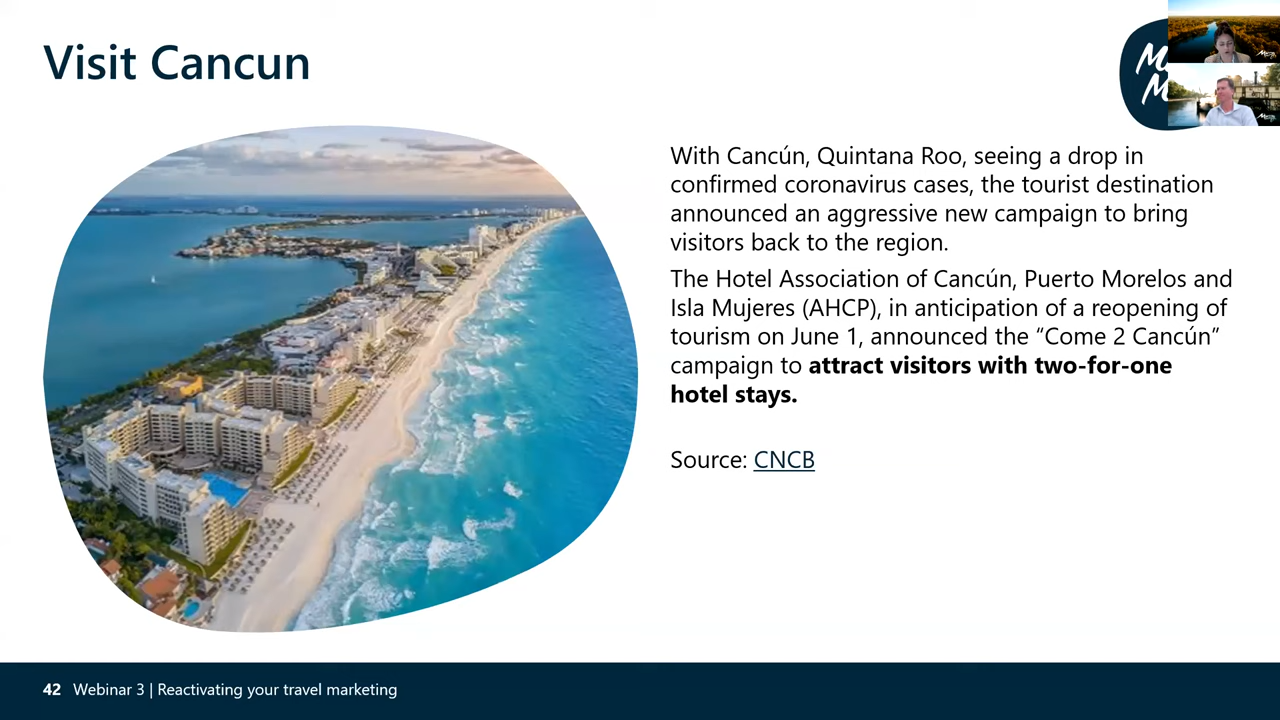 Visit Cancun
With Cancún, Quintana Roo, seeing a drop in
confirmed coronavirus cases, the tourist destination
announced an aggressive new campaign to bring
visitors back to the region.
The Hotel Association of Cancún, Puerto Morelos and
Isla Mujeres (AHCP), in anticipation of a reopening of
tourism on June 1, announced the “Come 2 Cancún”
campaign to attract visitors with two-for-one
hotel stays.
Source: CNCB
42 Webinar 3 | Reactivating your travel marketing